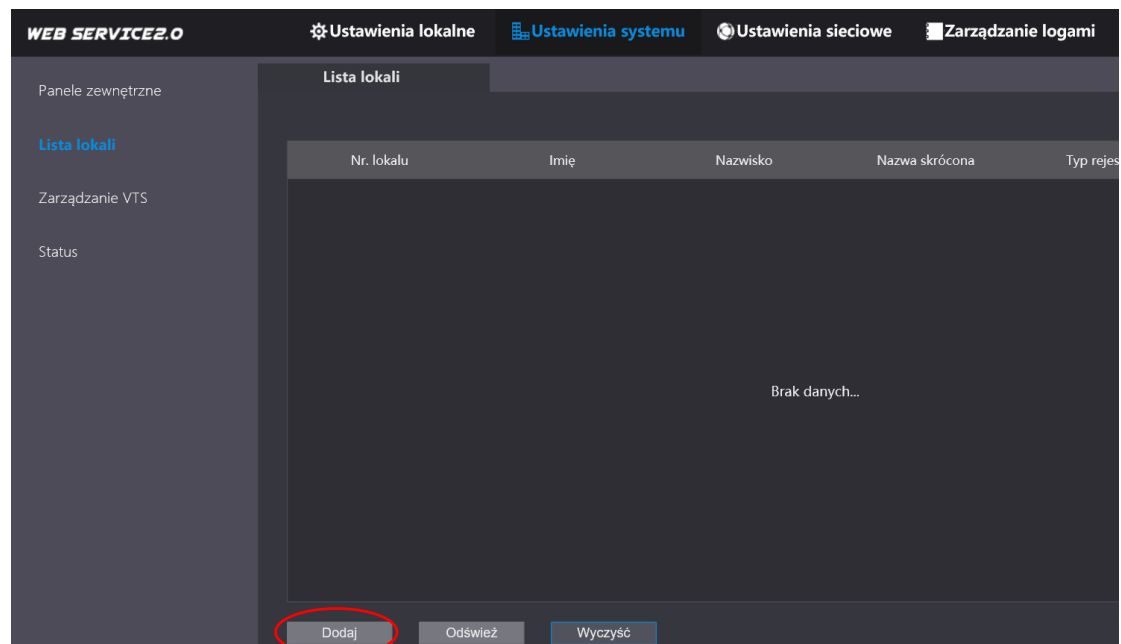 WEB SERVICE2.0 Ustawienia lokalne Ustawienia systemu Ustawienia sieciowe Zarządzanie logami
Lista lokali
Panele zewnętrzne
Lista lokali
Zarządzanie VTS
Status
Nr. lokalu Imię Nazwisko Nazwa skrócona Typ rejes
Brak danych...
Dodaj Odśwież Wyczyść